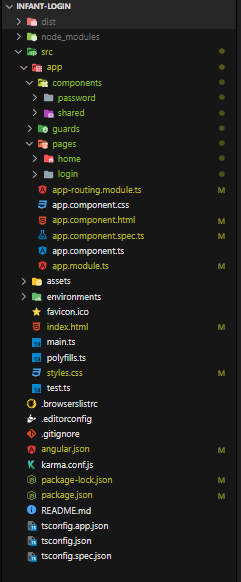 INFANT-LOGIN
dist
node_modules
src
app
components
password
shared
guards
pages
home
login
app-routing.module.ts M
app.component.css
app.component.html M
app.component.spec.ts M
app.component.ts
app.module.ts M
assets
environments
favicon.ico
index.html M
main.ts
polyfills.ts
styles.css M
test.ts
.browserslistrc
.editorconfig
.gitignore
angular.json M
karma.conf.js
package-lock.json M
package.json M
README.md
tsconfig.app.json
tsconfig.json
tsconfig.spec.json